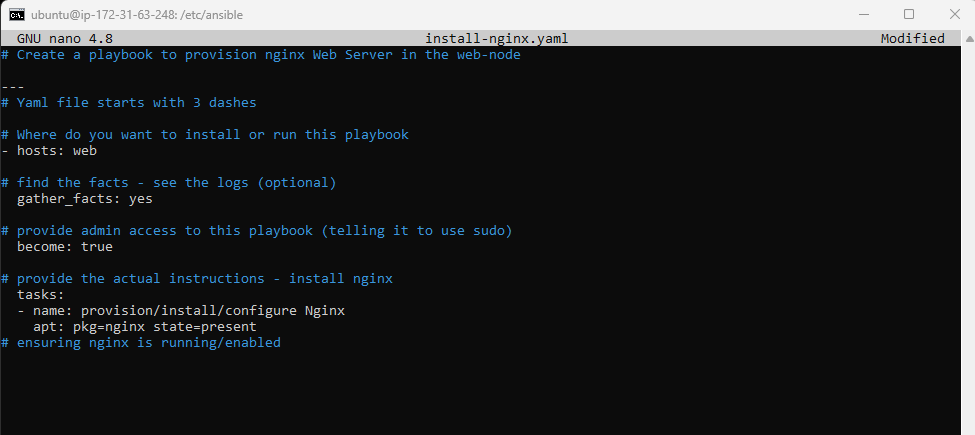 ubuntu@ip-172-31-63-248: /etc/ansible
GNU nano 4.8 install-nginx.yaml Modified
# Create a playbook to provision nginx Web Server in the web-node
---
# Yaml file starts with 3 dashes
# Where do you want to install or run this playbook
- hosts: web
# find the facts - see the logs (optional)
gather_facts: yes
# provide admin access to this playbook (telling it to use sudo)
become: true
# provide the actual instructions - install nginx
tasks:
- name: provision/install/configure Nginx
apt: pkg=nginx state=present
# ensuring nginx is running/enabled